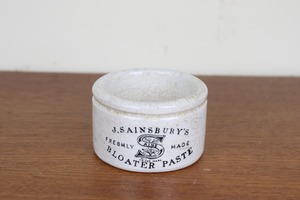 J. SAINSBURY'S
FRESHLY S MADE
BLOATER PASTE